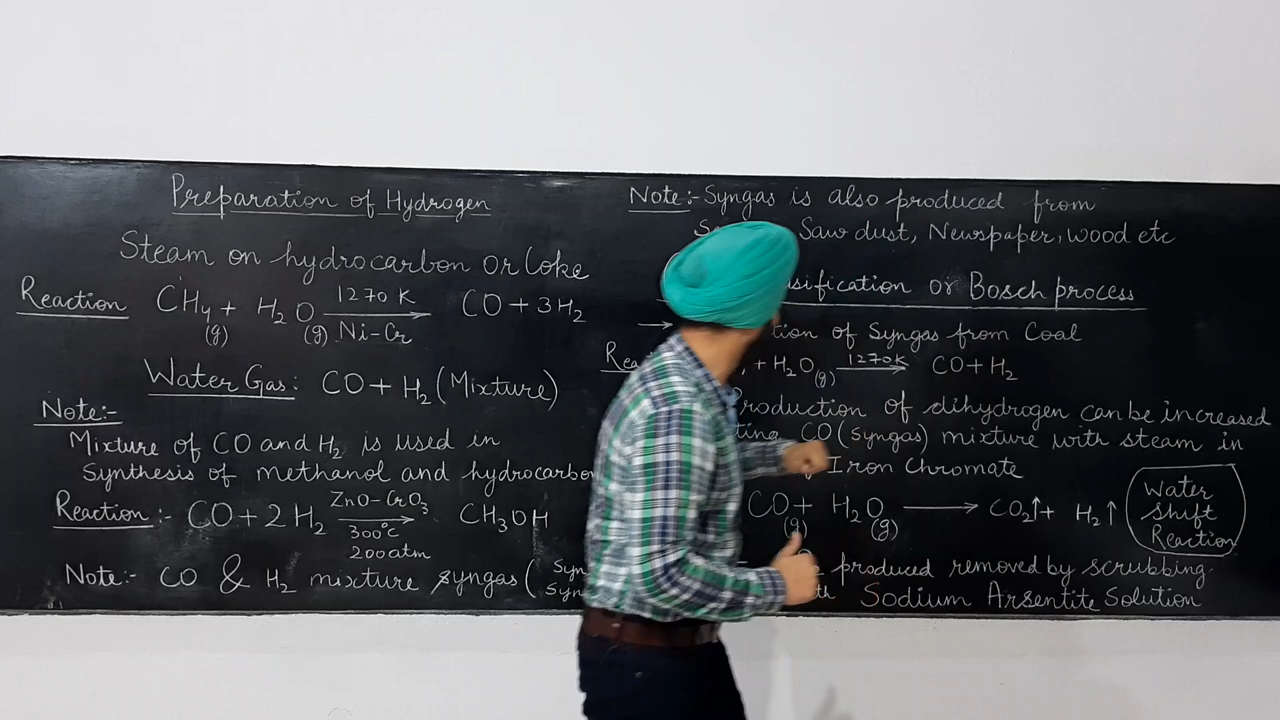 Preparation of Hydrogen
Steam on hydrocarbon or Coke
Reaction CH4(g) + H2O(g) 1270 K Ni-Cr → CO + 3H2
Water Gas: CO + H2 (Mixture)
Note:-
Mixture of CO and H2 is used in
Synthesis of methanol and hydrocarbon
Reaction:- CO + 2H2 ZnO-CrO3 → 300°C 200atm CH3OH
Note:- CO & H2 mixture syngas (
Note:- Syngas is also produced from
Saw dust, Newspaper, Wood etc
sification or Bosch process
→ tion of Syngas from Coal
+ H2O(g) 1270K → CO + H2
Production of dihydrogen can be increased
ting CO (syngas) mixture with steam in
Iron Chromate
CO(g) + H2O(g) → CO2↑ + H2↑
Water Shift Reaction
produced removed by scrubbing
th Sodium Arsentite Solution